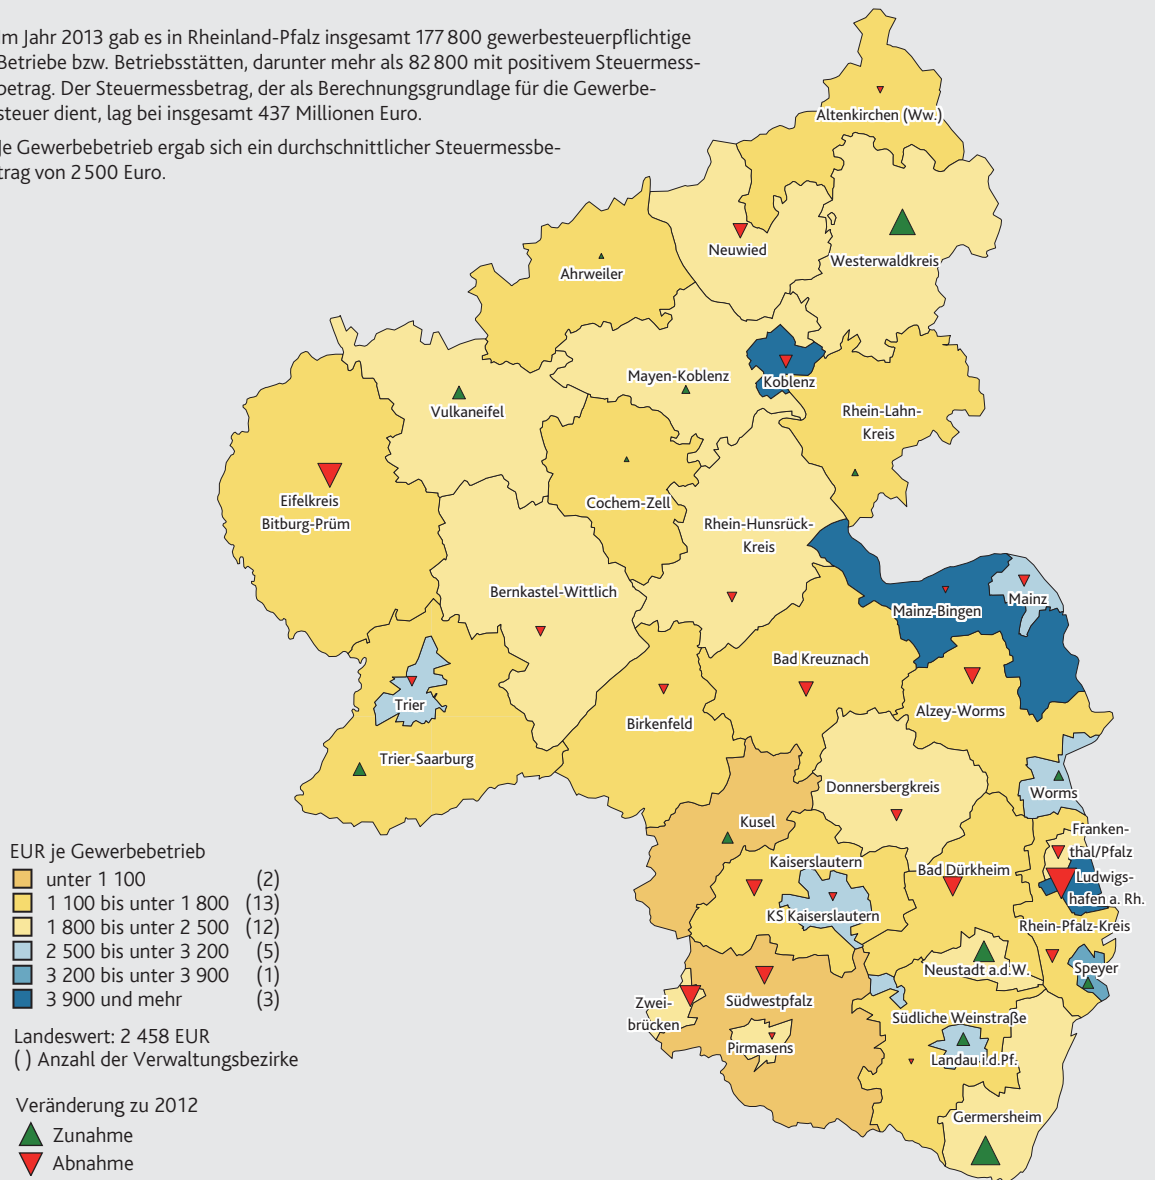 m Jahr 2013 gab es in Rheinland-Pfalz insgesamt 177 800 gewerbesteuerpflichtige
Betriebe bzw. Betriebsstätten, darunter mehr als 82 800 mit positivem Steuermess-
betrag. Der Steuermessbetrag, der als Berechnungsgrundlage für die Gewerbe-
steuer dient, lag bei insgesamt 437 Millionen Euro.
Je Gewerbebetrieb ergab sich ein durchschnittlicher Steuermessbe-
trag von 2 500 Euro.
Altenkirchen (Ww.)
Neuwied
Westerwaldkreis
Ahrweiler
Mayen-Koblenz
Koblenz
Vulkaneifel
Rhein-Lahn-
Kreis
Eifelkreis
Bitburg-Prüm
Cochem-Zell
Rhein-Hunsrück-
Kreis
Bernkastel-Wittlich
Mainz-Bingen
Mainz
Bad Kreuznach
Trier
Birkenfeld
Alzey-Worms
Trier-Saarburg
Donnersbergkreis
Worms
Kusel
Franken-
thal/Pfalz
Kaiserslautern
Bad Dürkheim
Ludwigs-
hafen a. Rh.
KS Kaiserslautern
Rhein-Pfalz-Kreis
Neustadt a.d.W.
Speyer
Zwei-
brücken
Südwestpfalz
Südliche Weinstraße
Pirmasens
Landau i.d.Pf.
Germersheim
EUR je Gewerbebetrieb
unter 1 100 (2)
1 100 bis unter 1 800 (13)
1 800 bis unter 2 500 (12)
2 500 bis unter 3 200 (5)
3 200 bis unter 3 900 (1)
3 900 und mehr (3)
Landeswert: 2 458 EUR
( ) Anzahl der Verwaltungsbezirke
Veränderung zu 2012
Zunahme
Abnahme